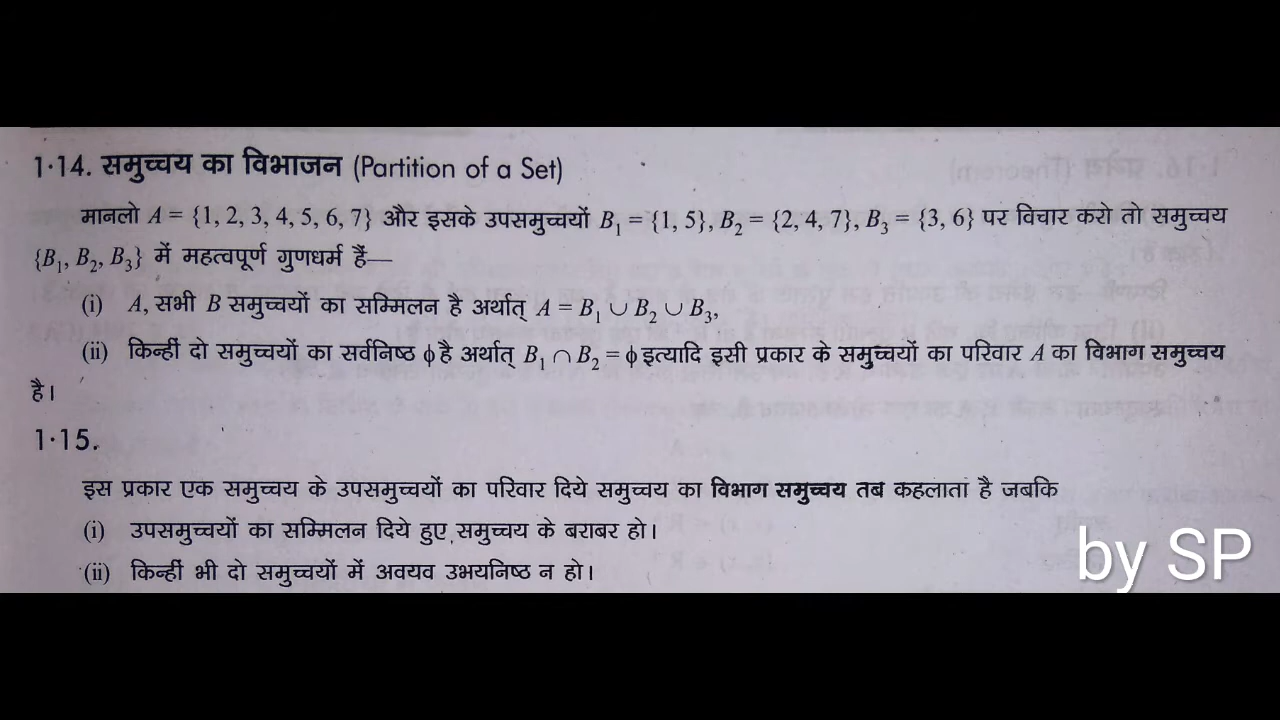 1·14. समुच्चय का विभाजन (Partition of a Set)
मानलो A = {1, 2, 3, 4, 5, 6, 7} और इसके उपसमुच्चयों B₁ = {1, 5}, B₂ = {2, 4, 7}, B₃ = {3, 6} पर विचार करो तो समुच्चय
{B₁, B₂, B₃} में महत्वपूर्ण गुणधर्म हैं—
(i) A, सभी B समुच्चयों का सम्मिलन है अर्थात् A = B₁ ∪ B₂ ∪ B₃,
(ii) किन्हीं दो समुच्चयों का सर्वनिष्ठ ϕ है अर्थात् B₁ ∩ B₂ = ϕ इत्यादि इसी प्रकार के समुच्चयों का परिवार A का विभाग समुच्चय
है।
1·15.
इस प्रकार एक समुच्चय के उपसमुच्चयों का परिवार दिये समुच्चय का विभाग समुच्चय तब कहलाता है जबकि
(i) उपसमुच्चयों का सम्मिलन दिये हुए समुच्चय के बराबर हो।
(ii) किन्हीं भी दो समुच्चयों में अवयव उभयनिष्ठ न हो।
by SP